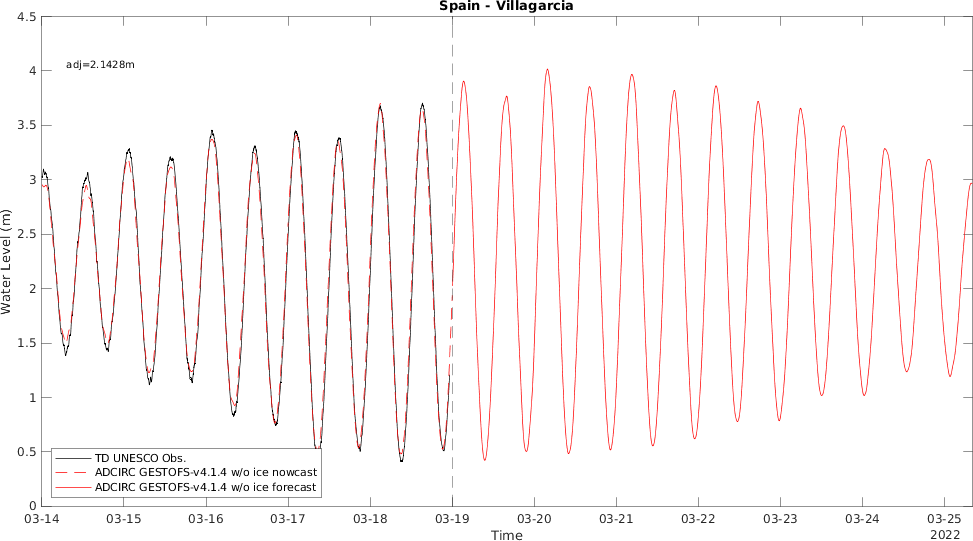 Spain - Villagarcia
4.5
4
3.5
3
2.5
2
1.5
1
0.5
0
Water Level (m)
adj=2.1428m
TD UNESCO Obs.
ADCIRC GESTOFS-v4.1.4 w/o ice nowcast
ADCIRC GESTOFS-v4.1.4 w/o ice forecast
03-14 03-15 03-16 03-17 03-18 03-19 03-20 03-21 03-22 03-23 03-24 03-25
Time
2022